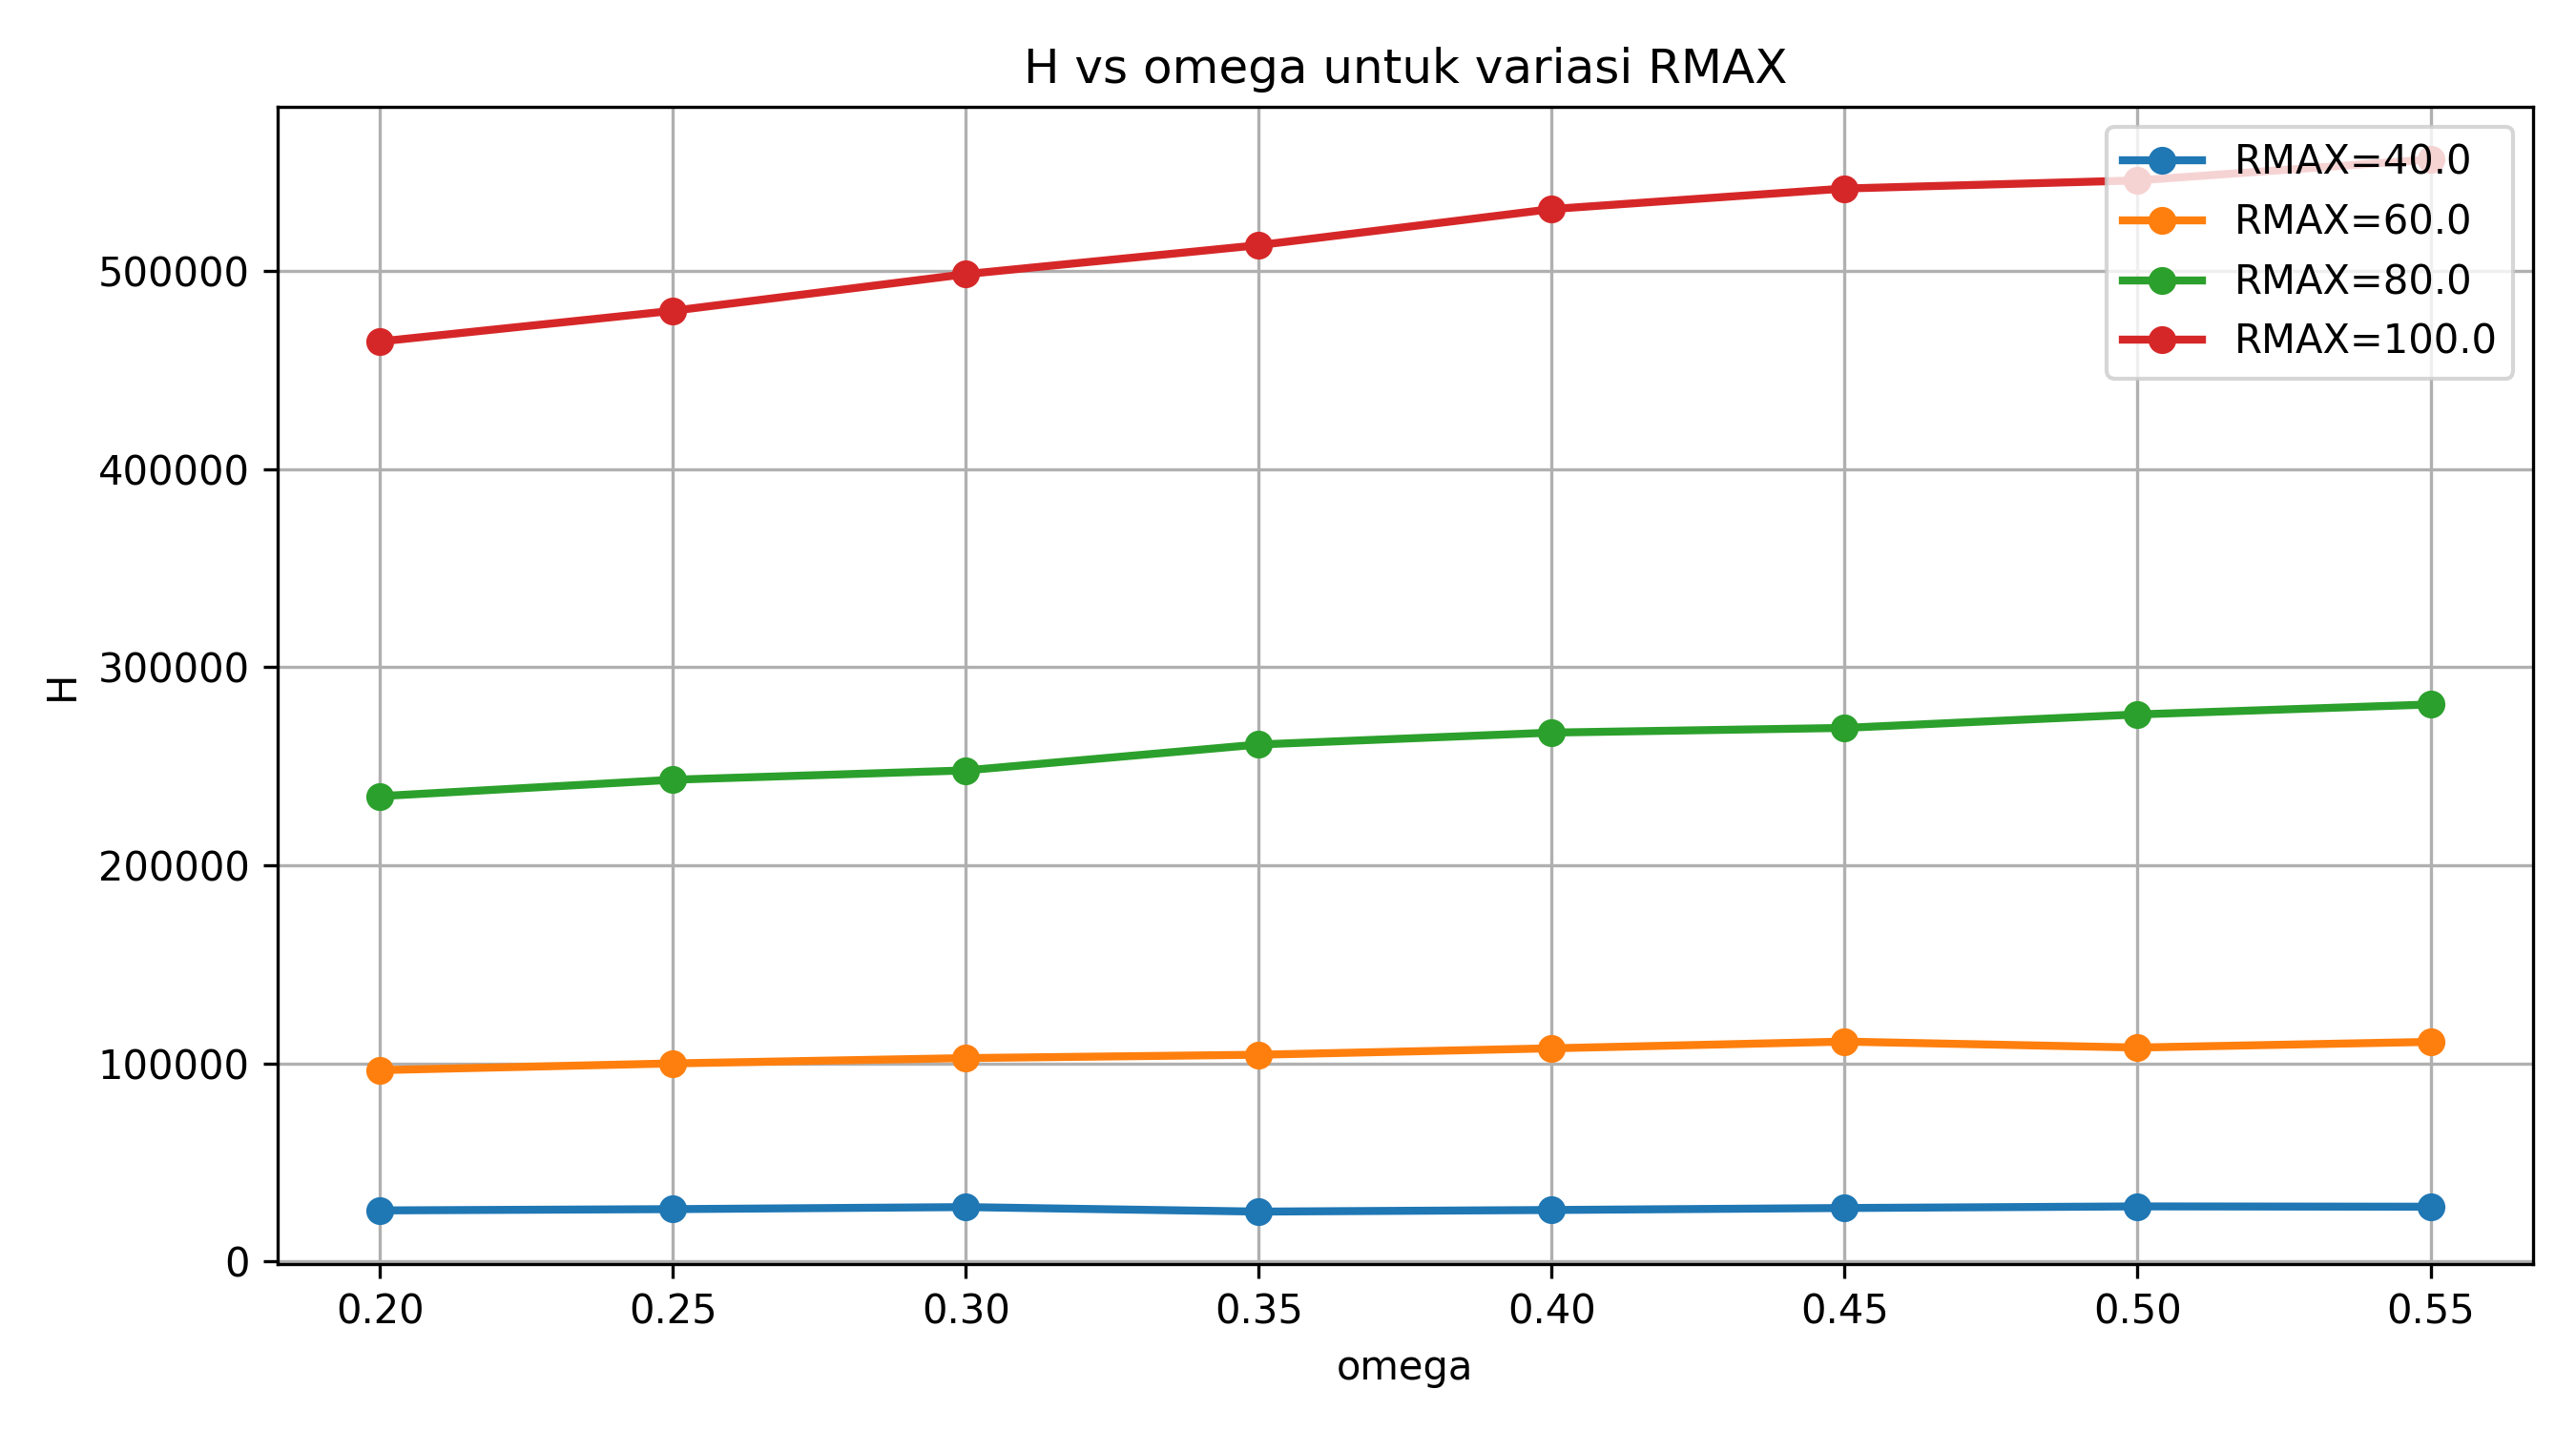 H vs omega untuk variasi RMAX
RMAX=40.0
RMAX=60.0
RMAX=80.0
RMAX=100.0
500000
400000
300000
200000
100000
0
H
0.20 0.25 0.30 0.35 0.40 0.45 0.50 0.55
omega